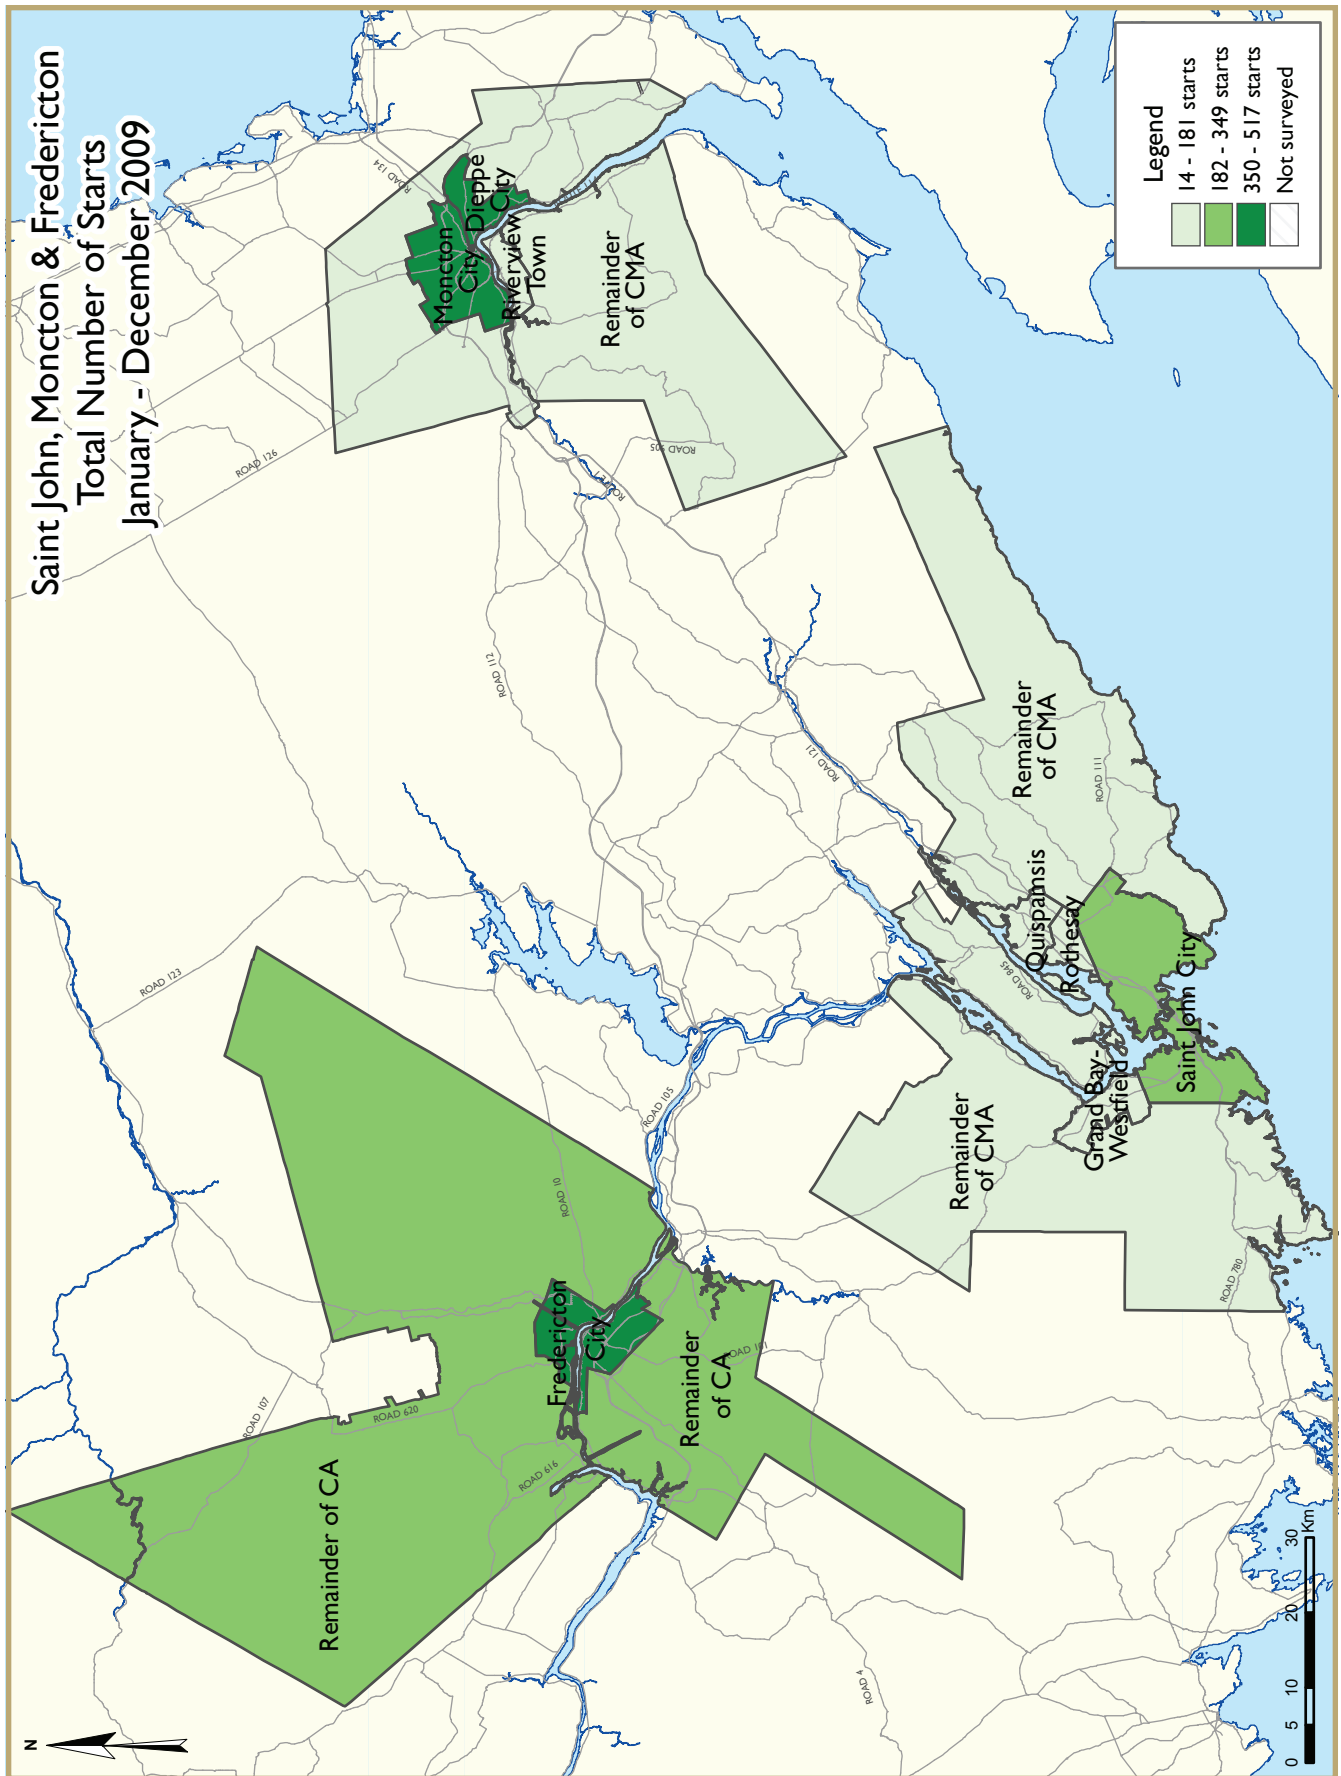 Saint John, Moncton & Fredericton
Total Number of Starts
January - December 2009
Legend
14 - 181 starts
182 - 349 starts
350 - 517 starts
Not surveyed
N
Remainder of CA
Fredericton
City
Remainder
of CA
Moncton
City
Dieppe
City
Riverview
Town
Remainder
of CMA
Remainder
of CMA
Quispamsis
Rothesay
Saint John City
Grand Bay-
Westfield
Remainder
of CMA
ROAD 134
ROAD 126
ROAD 905
ROAD 112
ROAD 121
ROAD 111
ROAD 123
ROAD 845
ROAD 105
ROAD 10
ROAD 107
ROAD 620
ROAD 616
ROAD 101
ROAD 780
ROAD 4
0 5 10 20 30
Km